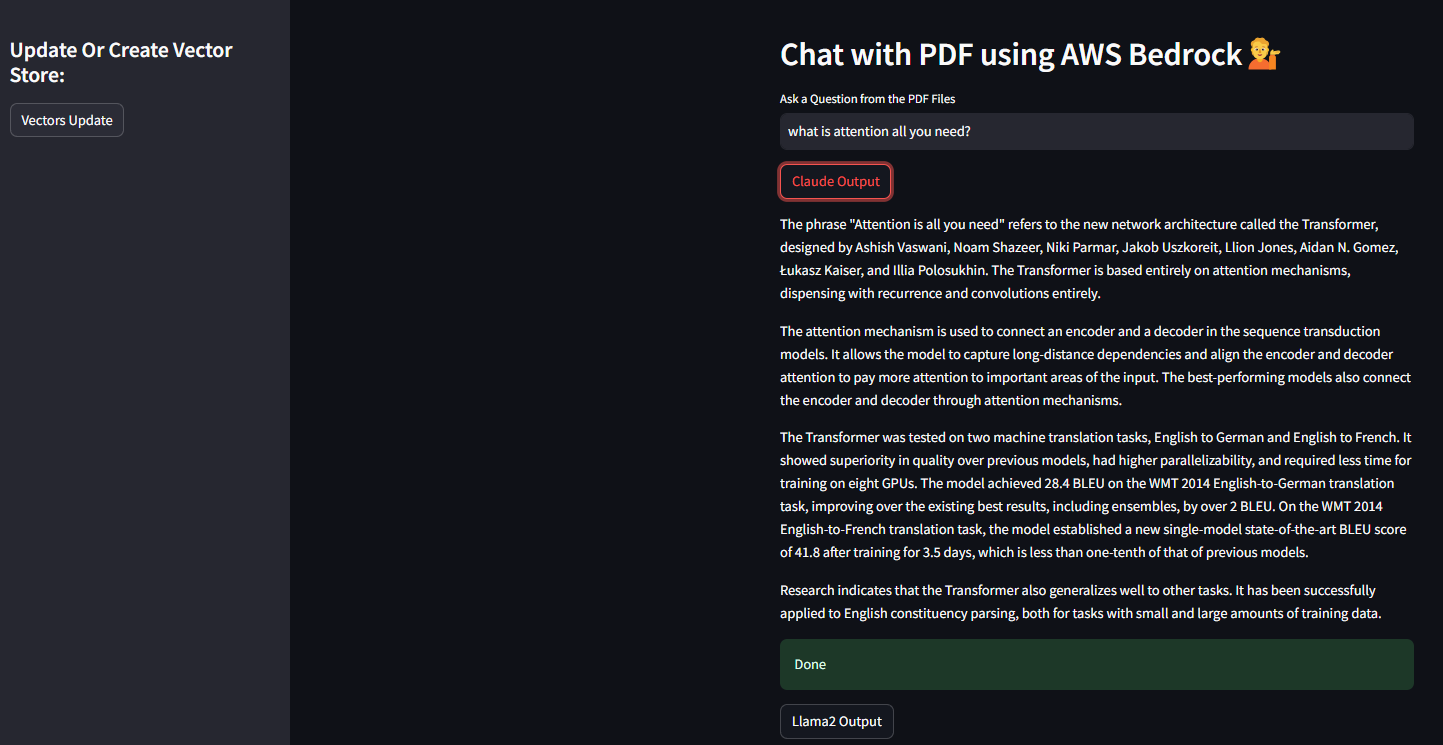 Update Or Create Vector
Store:
Vectors Update
Chat with PDF using AWS Bedrock
Ask a Question from the PDF Files
what is attention all you need?
Claude Output
The phrase "Attention is all you need" refers to the new network architecture called the Transformer,
designed by Ashish Vaswani, Noam Shazeer, Niki Parmar, Jakob Uszkoreit, Llion Jones, Aidan N. Gomez,
Łukasz Kaiser, and Illia Polosukhin. The Transformer is based entirely on attention mechanisms,
dispensing with recurrence and convolutions entirely.
The attention mechanism is used to connect an encoder and a decoder in the sequence transduction
models. It allows the model to capture long-distance dependencies and align the encoder and decoder
attention to pay more attention to important areas of the input. The best-performing models also connect
the encoder and decoder through attention mechanisms.
The Transformer was tested on two machine translation tasks, English to German and English to French. It
showed superiority in quality over previous models, had higher parallelizability, and required less time for
training on eight GPUs. The model achieved 28.4 BLEU on the WMT 2014 English-to-German translation
task, improving over the existing best results, including ensembles, by over 2 BLEU. On the WMT 2014
English-to-French translation task, the model established a new single-model state-of-the-art BLEU score
of 41.8 after training for 3.5 days, which is less than one-tenth of that of previous models.
Research indicates that the Transformer also generalizes well to other tasks. It has been successfully
applied to English constituency parsing, both for tasks with small and large amounts of training data.
Done
Llama2 Output